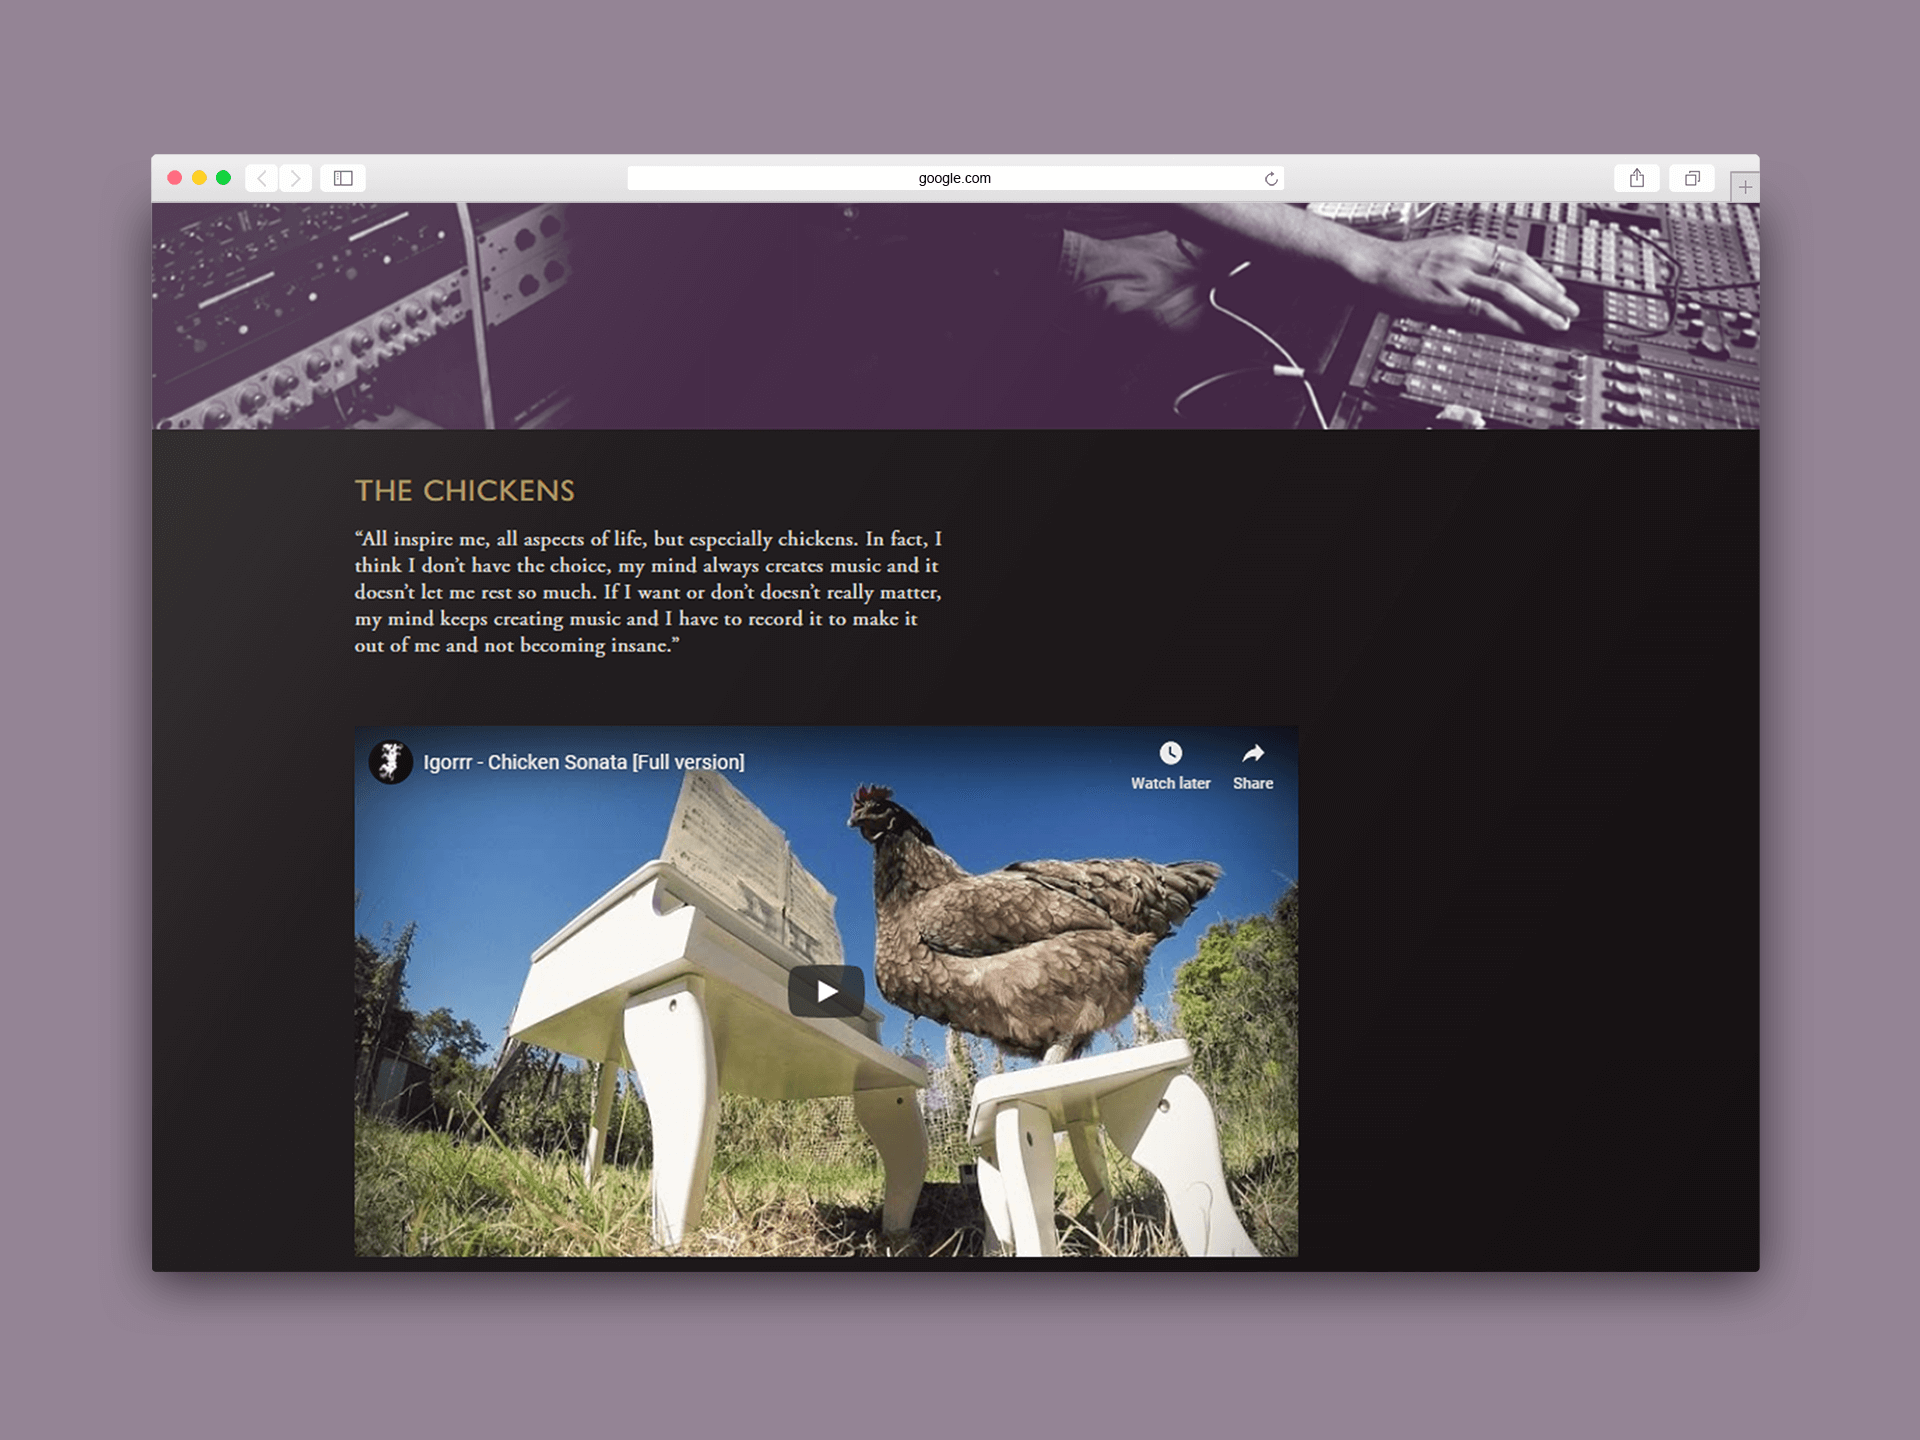 google.com
THE CHICKENS
“All inspire me, all aspects of life, but especially chickens. In fact, I
think I don’t have the choice, my mind always creates music and it
doesn’t let me rest so much. If I want or don’t doesn’t really matter,
my mind keeps creating music and I have to record it to make it
out of me and not becoming insane.”
Igorrr - Chicken Sonata [Full version]
Watch later
Share